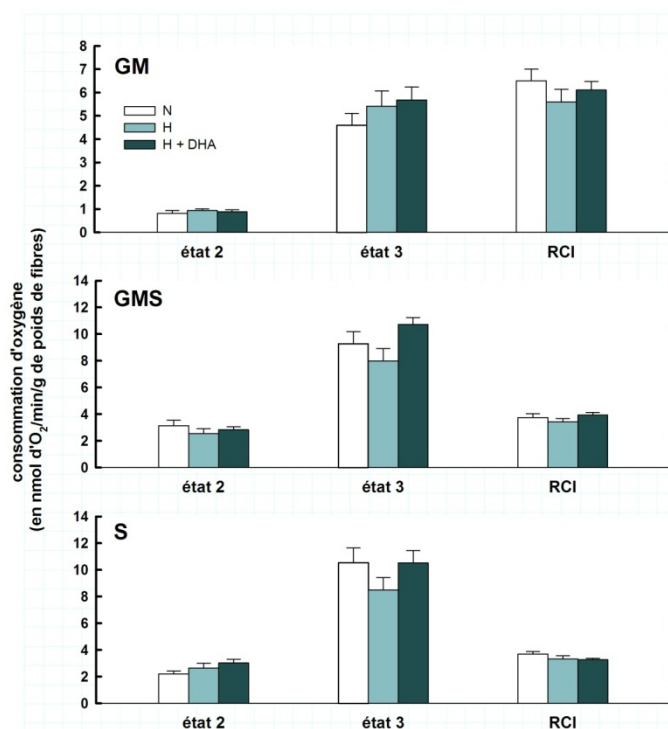 consommation d'oxygène
(en nmol d'O₂/min/g de poids de fibres)
GM
N
H
H + DHA
8
7
6
5
4
3
2
1
0
état 2 état 3 RCI
GMS
14
12
10
8
6
4
2
0
état 2 état 3 RCI
S
14
12
10
8
6
4
2
0
état 2 état 3 RCI